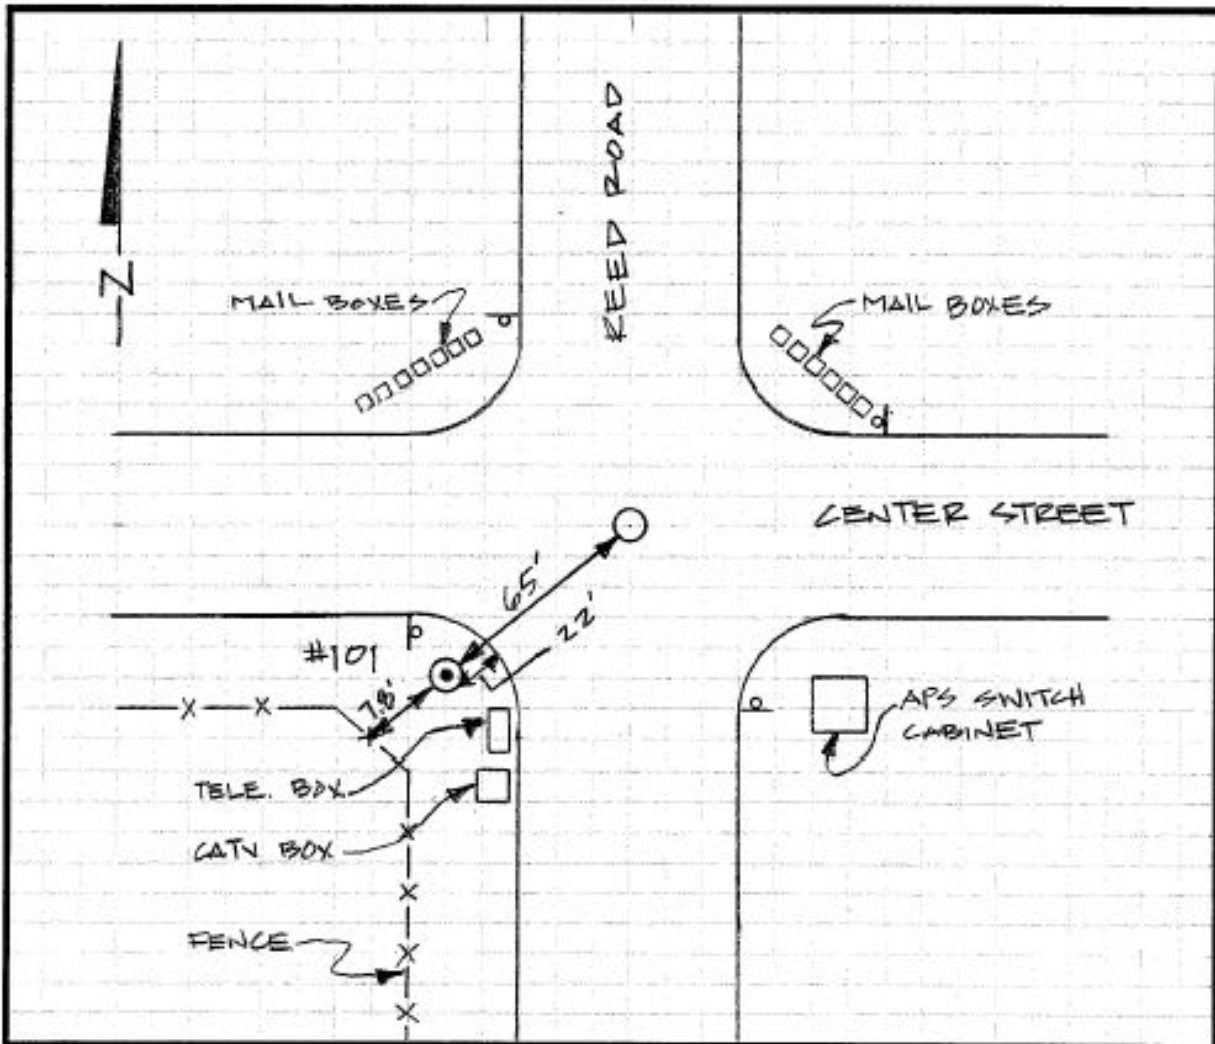 REED ROAD
N
MAIL BOXES
MAIL BOXES
CENTER STREET
65'
22'
#101
APS SWITCH
CABINET
TELE. BOX
CATV BOX
FENCE